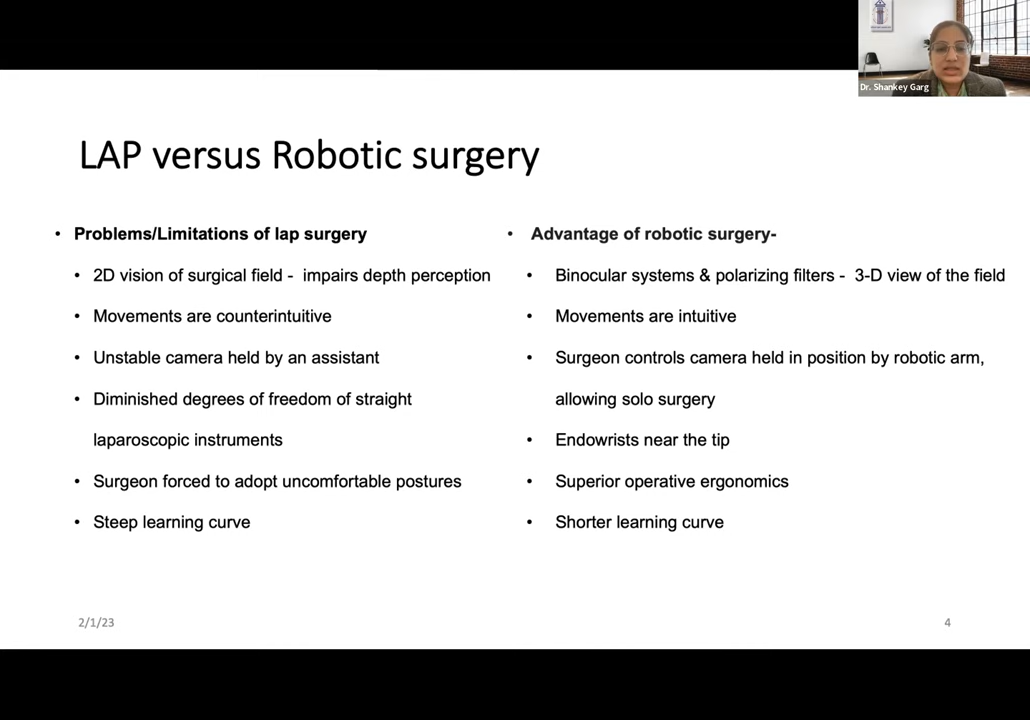 Dr. Shankey Garg
LAP versus Robotic surgery
• Problems/Limitations of lap surgery
• 2D vision of surgical field - impairs depth perception
• Movements are counterintuitive
• Unstable camera held by an assistant
• Diminished degrees of freedom of straight
laparoscopic instruments
• Surgeon forced to adopt uncomfortable postures
• Steep learning curve
• Advantage of robotic surgery-
• Binocular systems & polarizing filters - 3-D view of the field
• Movements are intuitive
• Surgeon controls camera held in position by robotic arm,
allowing solo surgery
• Endowrists near the tip
• Superior operative ergonomics
• Shorter learning curve
2/1/23
4